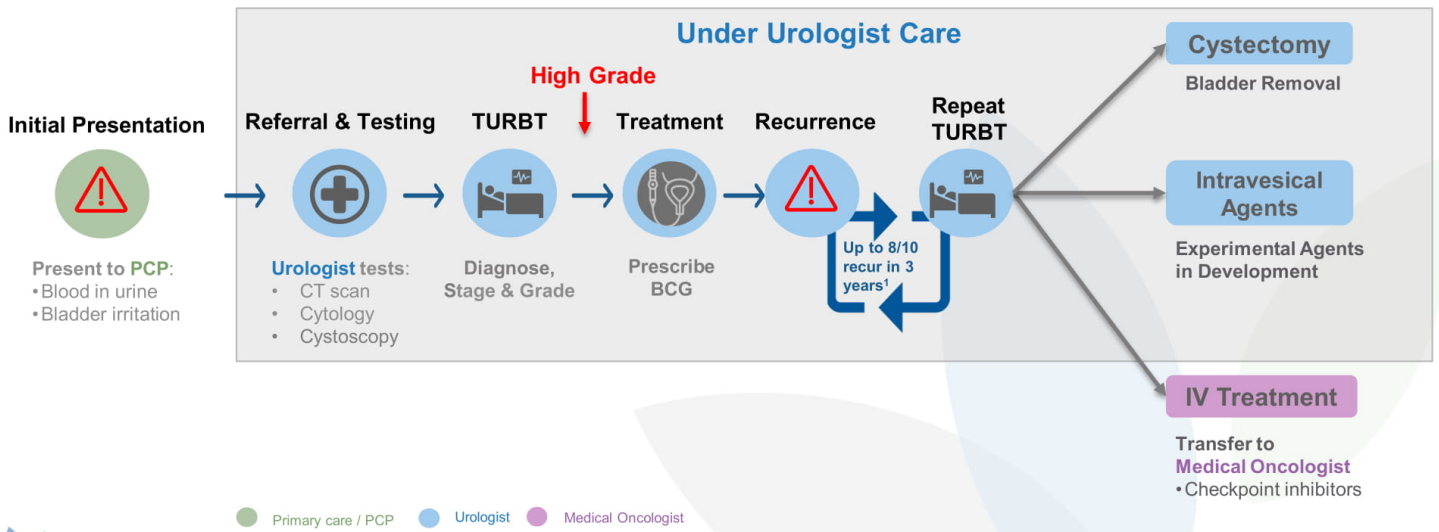 Under Urologist Care
High Grade
Initial Presentation
Present to PCP:
•Blood in urine
•Bladder irritation
Referral & Testing
Urologist tests:
• CT scan
• Cytology
• Cystoscopy
TURBT
Diagnose,
Stage & Grade
Treatment
Prescribe
BCG
Recurrence
Up to 8/10
recur in 3
years¹
Repeat
TURBT
Cystectomy
Bladder Removal
Intravesical
Agents
Experimental Agents
in Development
IV Treatment
Transfer to
Medical Oncologist
•Checkpoint inhibitors
Primary care / PCP
Urologist
Medical Oncologist